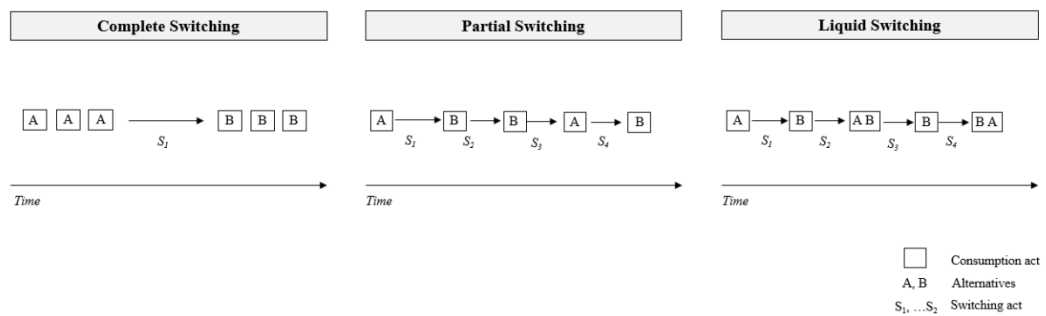 Complete Switching
A A A B B B
S1
Time
Partial Switching
A B B A B
S1 S2 S3 S4
Time
Liquid Switching
A B A B B B A
S1 S2 S3 S4
Time
Consumption act
A, B Alternatives
S1, …S2 Switching act